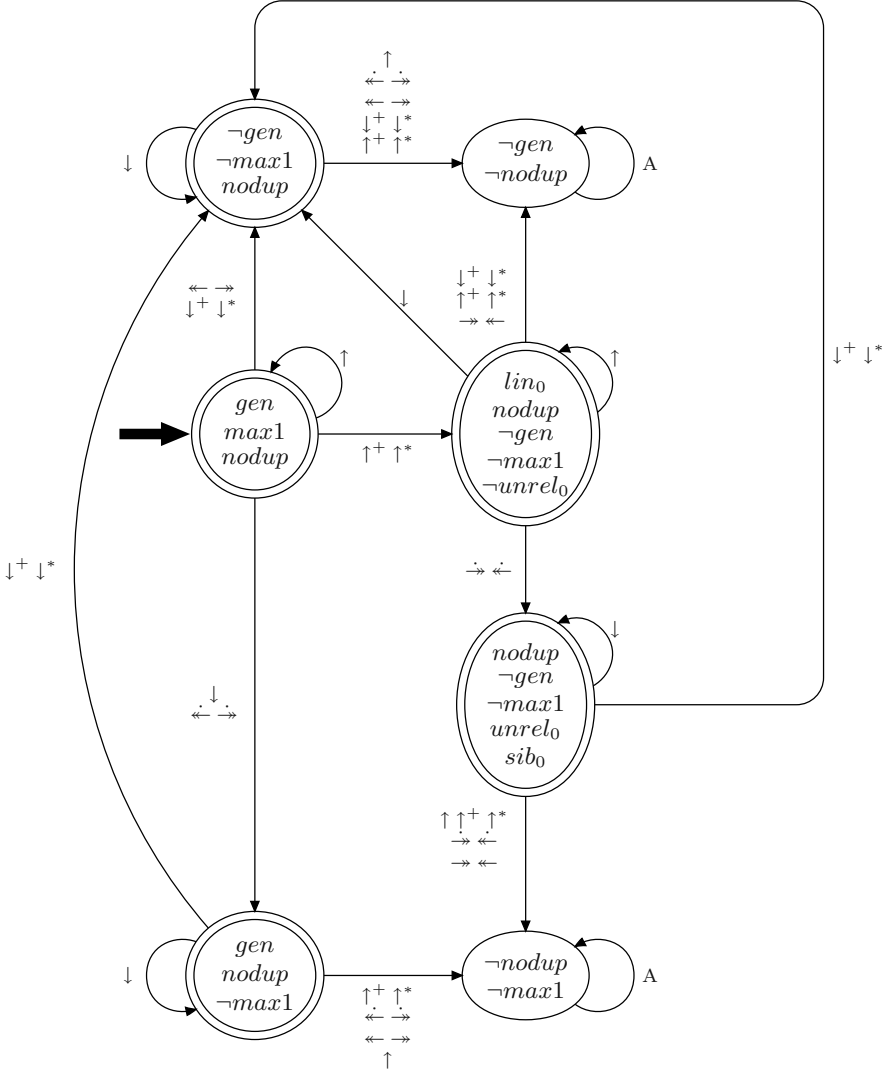 ↑
↞̇ ↠̇
↞ ↠
↓⁺ ↓*
↑⁺ ↑*
¬gen
¬max1
nodup
↓
¬gen
¬nodup
A
↞ ↠
↓⁺ ↓*
↓
↓⁺ ↓*
↑⁺ ↑*
↠ ↞
↓⁺ ↓*
↑
gen
max1
nodup
↑⁺ ↑*
↑
lin₀
nodup
¬gen
¬max1
¬unrel₀
↓⁺ ↓*
↠̇ ↞̇
↓
nodup
¬gen
¬max1
unrel₀
sib₀
↓
↞̇ ↠̇
↑ ↑⁺ ↑*
↠̇ ↞̇
↠ ↞
↓
gen
nodup
¬max1
↑⁺ ↑*
↞̇ ↠̇
↞ ↠
↑
¬nodup
¬max1
A